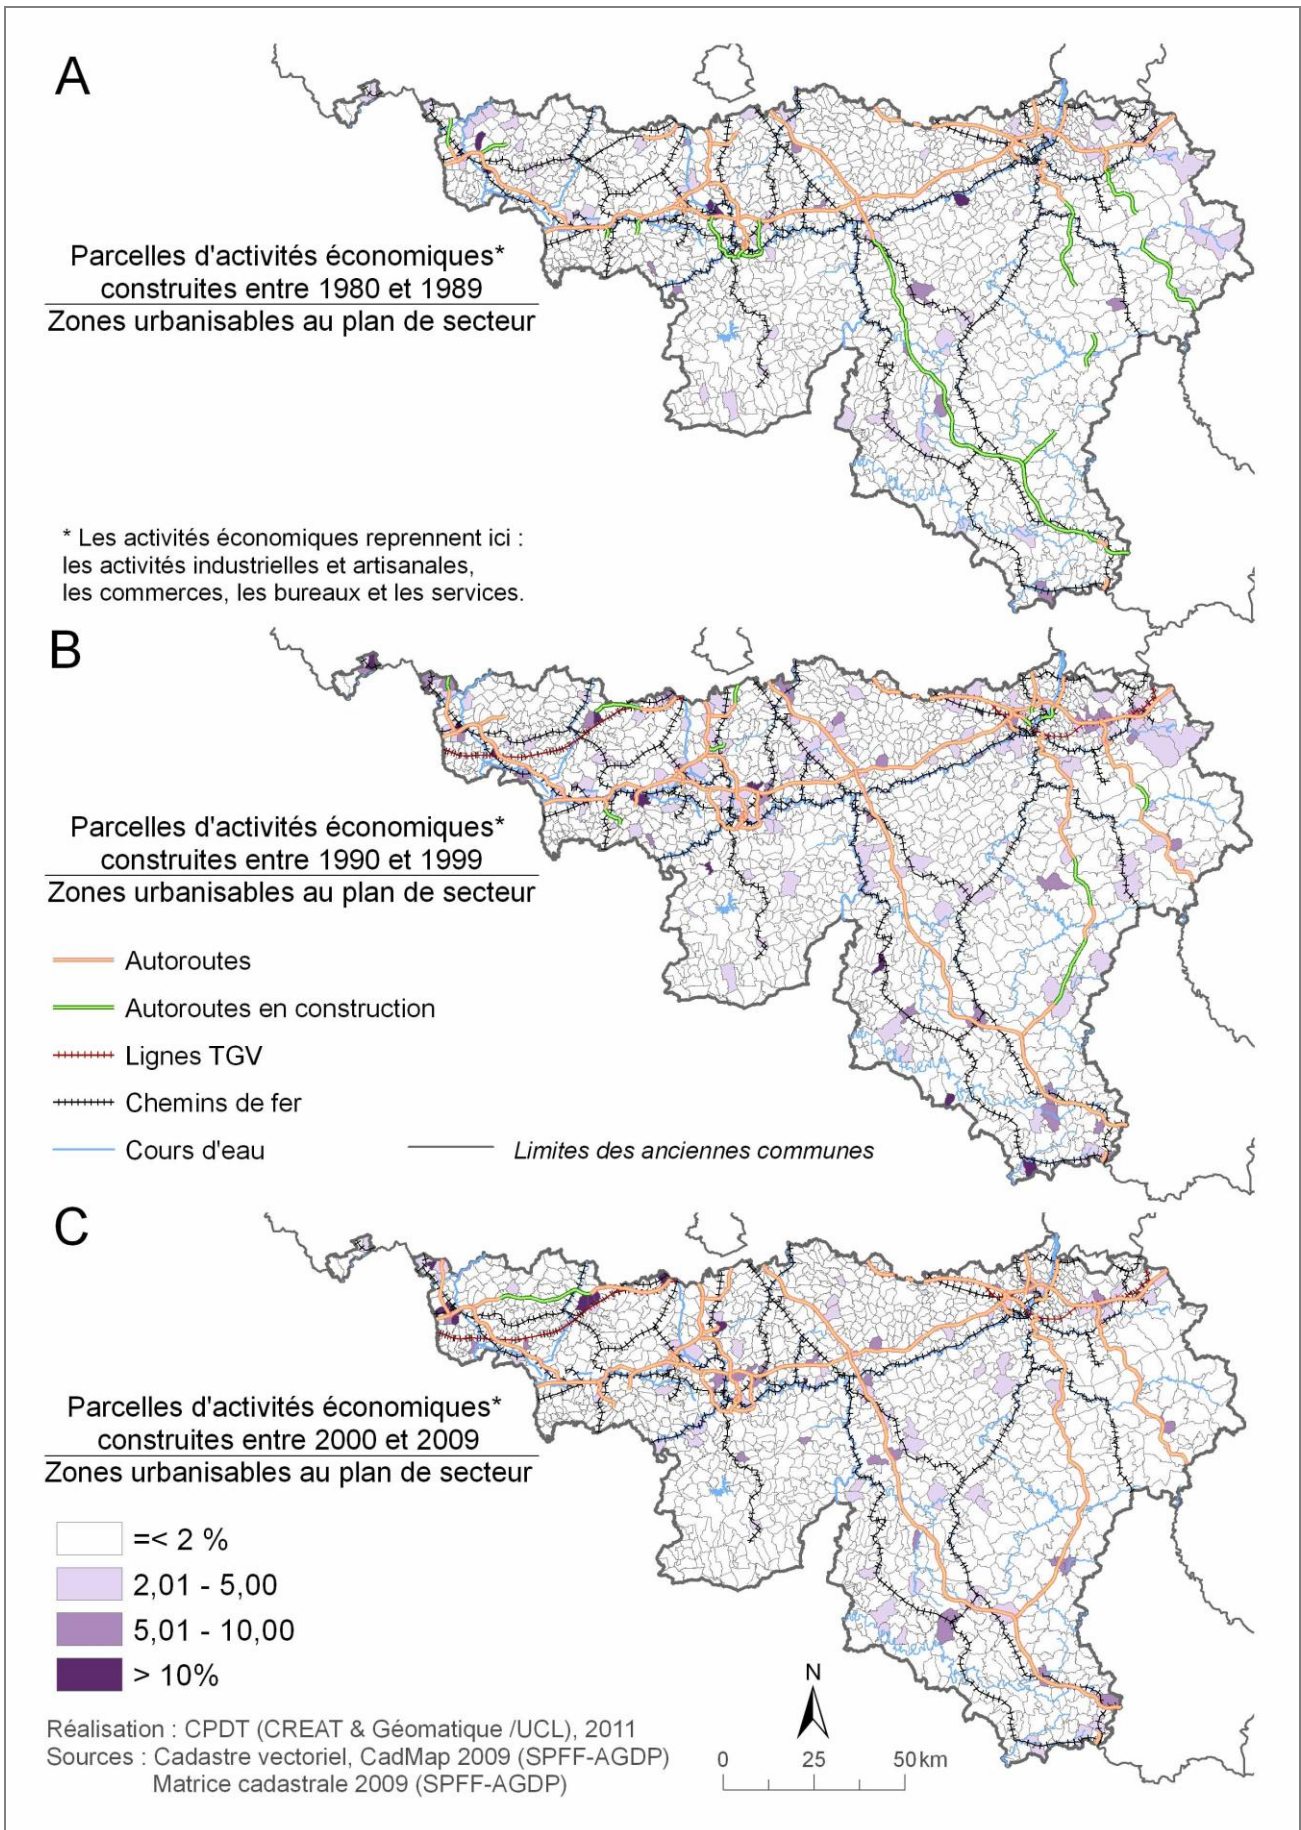 A
Parcelles d'activités économiques*
construites entre 1980 et 1989
Zones urbanisables au plan de secteur
* Les activités économiques reprennent ici :
les activités industrielles et artisanales,
les commerces, les bureaux et les services.
B
Parcelles d'activités économiques*
construites entre 1990 et 1999
Zones urbanisables au plan de secteur
Autoroutes
Autoroutes en construction
Lignes TGV
Chemins de fer
Cours d'eau
Limites des anciennes communes
C
Parcelles d'activités économiques*
construites entre 2000 et 2009
Zones urbanisables au plan de secteur
=< 2 %
2,01 - 5,00
5,01 - 10,00
> 10%
N
0 25 50 km
Réalisation : CPDT (CREAT & Géomatique /UCL), 2011
Sources : Cadastre vectoriel, CadMap 2009 (SPFF-AGDP)
Matrice cadastrale 2009 (SPFF-AGDP)